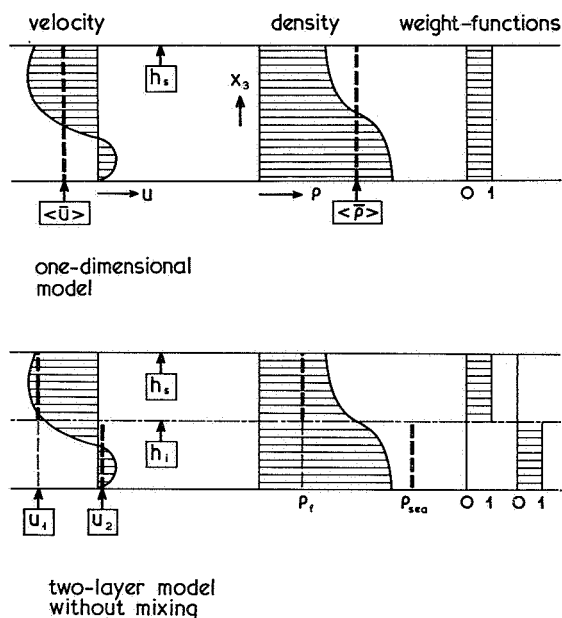 velocity density weight-functions
h_s x_3
u ρ 0 1
<ū> <ρ̄>
one-dimensional
model
h_s
h_i
u_1 u_2 ρ_f ρ_sea 0 1 0 1
two-layer model
without mixing